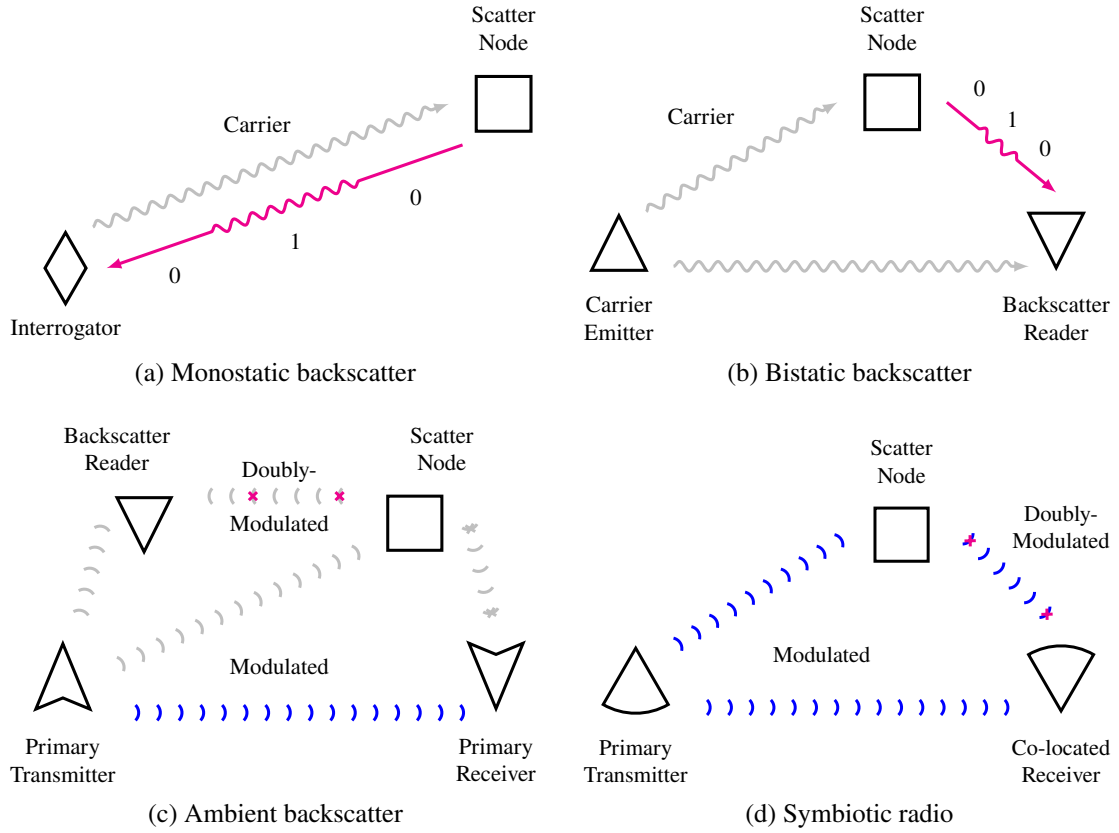 Scatter
Node
Carrier
0
1
0
Interrogator
(a) Monostatic backscatter
Scatter
Node
Carrier
0
1
0
Carrier
Emitter
Backscatter
Reader
(b) Bistatic backscatter
Backscatter
Reader
Doubly-
Modulated
Scatter
Node
Modulated
Primary
Transmitter
Primary
Receiver
(c) Ambient backscatter
Scatter
Node
Doubly-
Modulated
Modulated
Primary
Transmitter
Co-located
Receiver
(d) Symbiotic radio